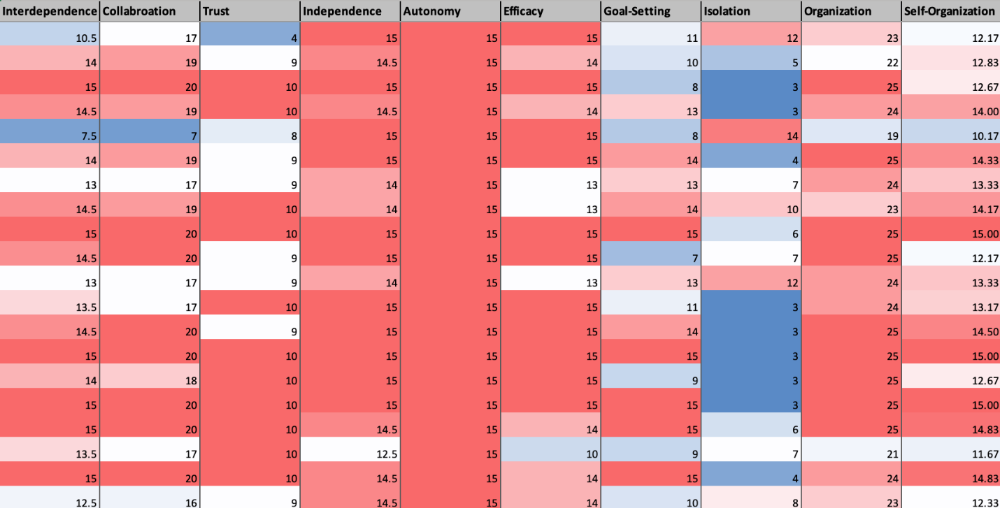 Interdependence Collabroation Trust Independence Autonomy Efficacy Goal-Setting Isolation Organization Self-Organization
10.5 17 4 15 15 15 11 12 23 12.17
14 19 9 14.5 15 14 10 5 22 12.83
15 20 10 15 15 15 8 3 25 12.67
14.5 19 10 14.5 15 14 13 3 24 14.00
7.5 7 8 15 15 15 8 14 19 10.17
14 19 9 15 15 15 14 4 25 14.33
13 17 9 14 15 13 13 7 24 13.33
14.5 19 10 14 15 13 14 10 23 14.17
15 20 10 15 15 15 15 6 25 15.00
14.5 20 9 15 15 15 7 7 25 12.17
13 17 9 14 15 13 13 12 24 13.33
13.5 17 10 15 15 15 11 3 24 13.17
14.5 20 9 15 15 15 14 3 25 14.50
15 20 10 15 15 15 15 3 25 15.00
14 18 10 15 15 15 9 3 25 12.67
15 20 10 15 15 15 15 3 25 15.00
15 20 10 14.5 15 14 15 6 25 14.83
13.5 17 10 12.5 15 10 9 7 21 11.67
15 20 10 14.5 15 14 15 4 24 14.83
12.5 16 9 14.5 15 14 10 8 23 12.33